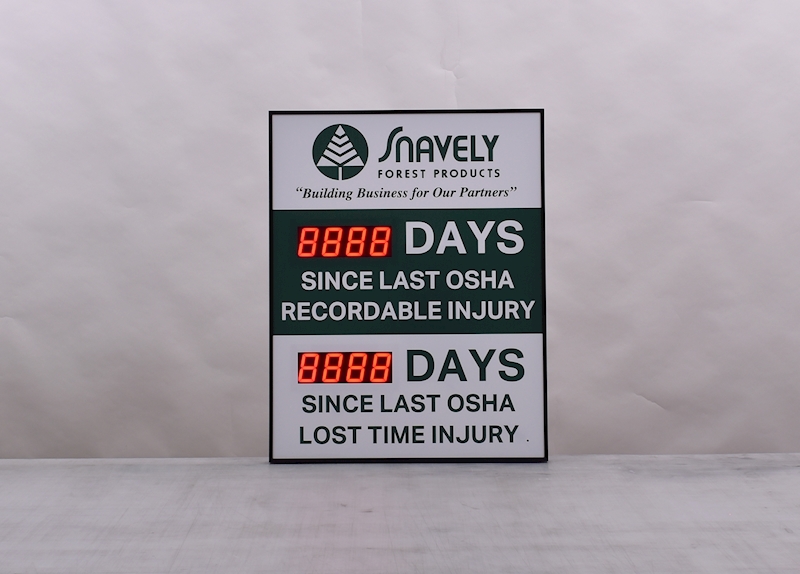 SNAVELY
FOREST PRODUCTS
“Building Business for Our Partners”
8888 DAYS
SINCE LAST OSHA
RECORDABLE INJURY
8888 DAYS
SINCE LAST OSHA
LOST TIME INJURY .